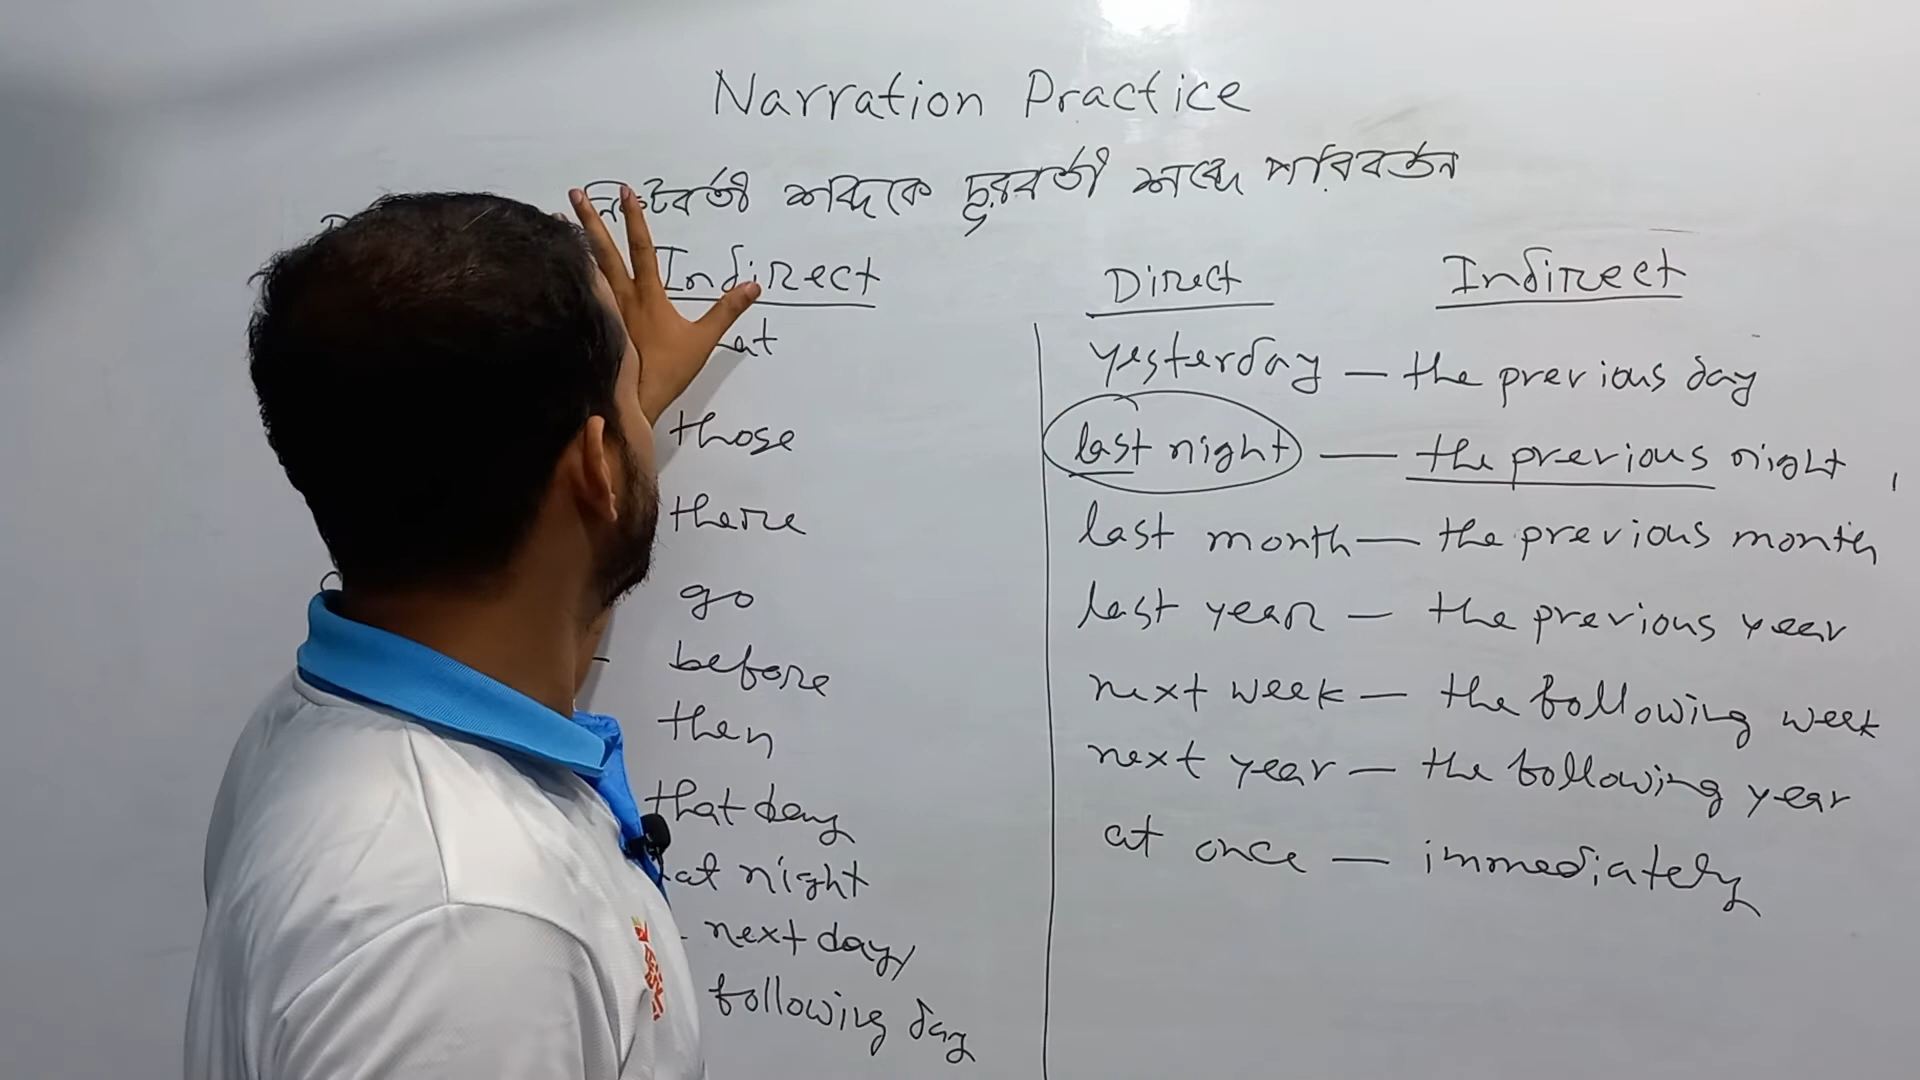 Narration Practice
নিকটবর্তী শব্দকে দূরবর্তী শব্দে পরিবর্তন
Indirect
those
there
go
before
then
that day
night
next day/
following day
Direct Indirect
yesterday — the previous day
last night — the previous night
last month — the previous month
last year — the previous year
next week — the following week
next year — the following year
at once — immediately